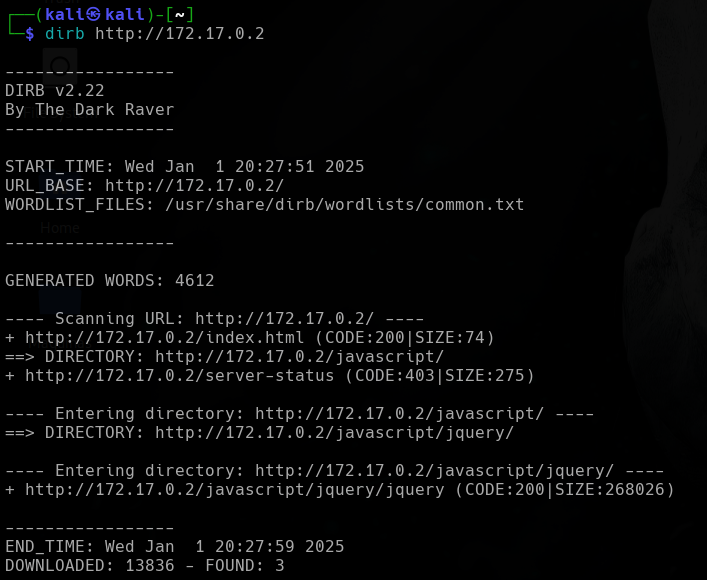 ┌──(kali㉿kali)-[~]
└─$ dirb http://172.17.0.2
-----------------
DIRB v2.22
By The Dark Raver
-----------------
START_TIME: Wed Jan  1 20:27:51 2025
URL_BASE: http://172.17.0.2/
WORDLIST_FILES: /usr/share/dirb/wordlists/common.txt
Home
-----------------
GENERATED WORDS: 4612
---- Scanning URL: http://172.17.0.2/ ----
+ http://172.17.0.2/index.html (CODE:200|SIZE:74)
==> DIRECTORY: http://172.17.0.2/javascript/
+ http://172.17.0.2/server-status (CODE:403|SIZE:275)
---- Entering directory: http://172.17.0.2/javascript/ ----
==> DIRECTORY: http://172.17.0.2/javascript/jquery/
---- Entering directory: http://172.17.0.2/javascript/jquery/ ----
+ http://172.17.0.2/javascript/jquery/jquery (CODE:200|SIZE:268026)
-----------------
END_TIME: Wed Jan  1 20:27:59 2025
DOWNLOADED: 13836 - FOUND: 3